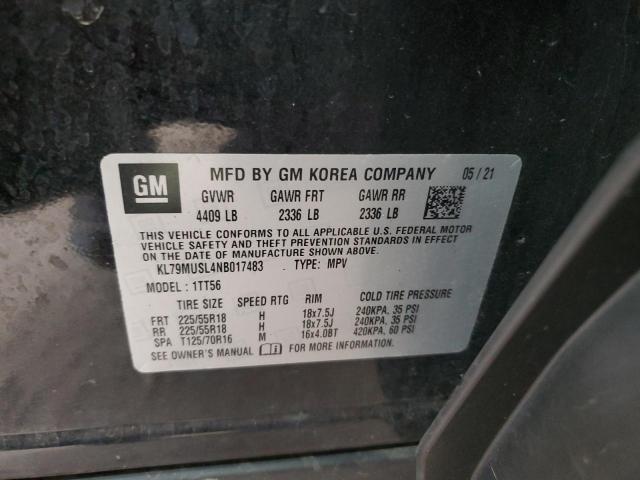 GM MFD BY GM KOREA COMPANY 05/21
GVWR GAWR FRT GAWR RR
4409 LB 2336 LB 2336 LB
THIS VEHICLE CONFORMS TO ALL APPLICABLE U.S. FEDERAL MOTOR
VEHICLE SAFETY AND THEFT PREVENTION STANDARDS IN EFFECT ON
THE DATE OF MANUFACTURE SHOWN ABOVE.
KL79MUSL4NB017483 TYPE: MPV
MODEL: 1TT56
TIRE SIZE SPEED RTG RIM COLD TIRE PRESSURE
FRT 225/55R18 H 18x7.5J 240KPA, 35 PSI
RR 225/55R18 H 18x7.5J 240KPA, 35 PSI
SPA T125/70R16 M 16x4.0BT 420KPA, 60 PSI
SEE OWNER'S MANUAL FOR MORE INFORMATION.